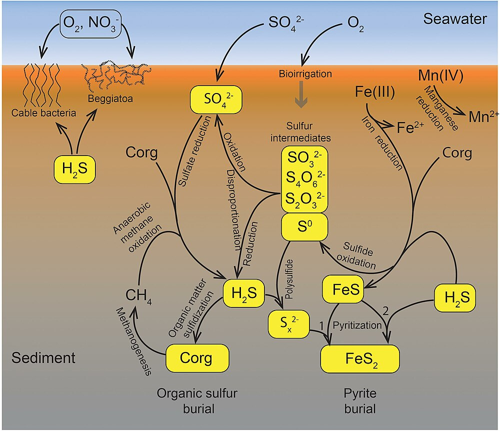 Seawater
O₂, NO₃⁻
SO₄²⁻
O₂
Bioirrigation
Cable bacteria
Beggiatoa
H₂S
SO₄²⁻
Sulfur
intermediates
SO₃²⁻
S₄O₆²⁻
S₂O₃²⁻
S⁰
Fe(III)
Fe²⁺
Iron reduction
Mn(IV)
Manganese
reduction
Mn²⁺
Corg
Corg
Sulfate reduction
Oxidation
Disproportionation
Reduction
Anaerobic
methane
oxidation
CH₄
Methanogenesis
Organic matter
sulfidization
H₂S
Polysulfide
Sₓ²⁻
Sulfide
oxidation
FeS
H₂S
1
Pyritization
2
Corg
FeS₂
Sediment
Organic sulfur
burial
Pyrite
burial